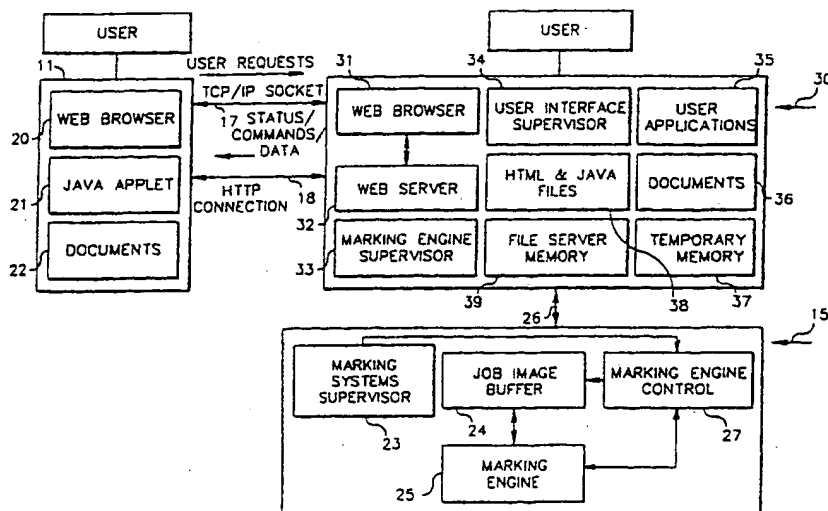 USER
USER
11
USER REQUESTS
31
34
35
30
TCP/IP SOCKET
WEB BROWSER
WEB BROWSER
USER INTERFACE
SUPERVISOR
USER
APPLICATIONS
20
17
STATUS/
COMMANDS/
DATA
JAVA APPLET
21
HTTP
CONNECTION
18
WEB SERVER
32
HTML & JAVA
FILES
DOCUMENTS
36
DOCUMENTS
22
MARKING ENGINE
SUPERVISOR
33
FILE SERVER
MEMORY
TEMPORARY
MEMORY
39
38
37
26
15
MARKING
SYSTEMS
SUPERVISOR
JOB IMAGE
BUFFER
MARKING ENGINE
CONTROL
23
24
27
MARKING
ENGINE
25